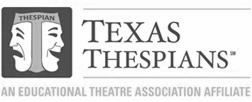 THESPIAN
TEXAS
THESPIANS℠
AN EDUCATIONAL THEATRE ASSOCIATION AFFILIATE